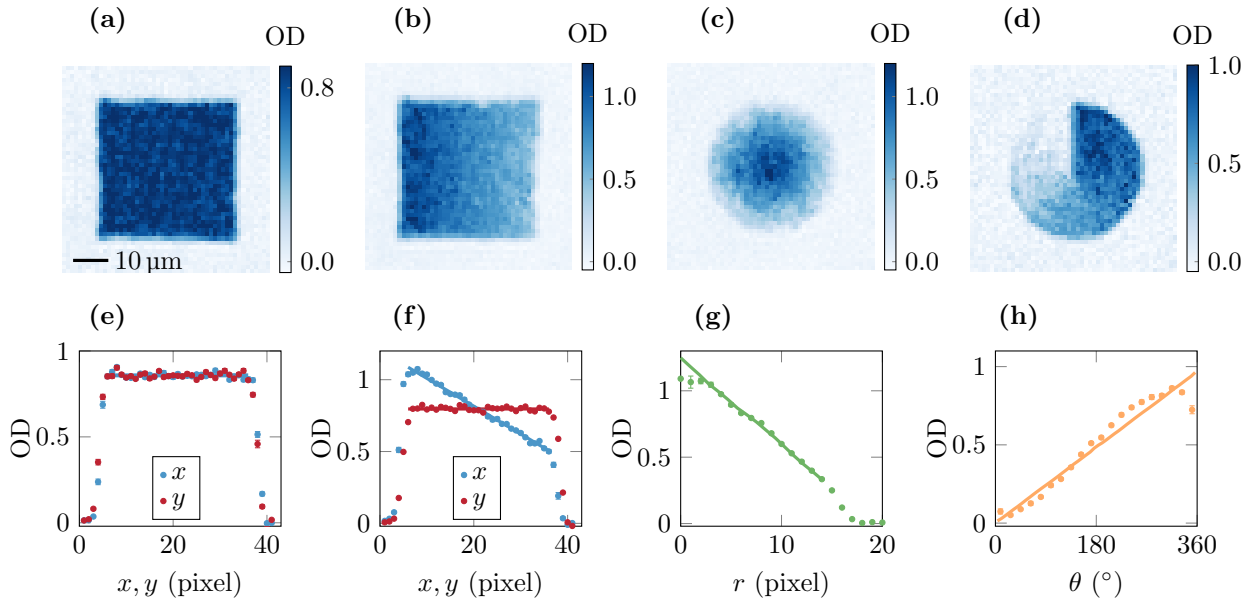 (a) (b) (c) (d)
OD OD OD OD
0.8 0.0 10 µm
1.0 0.5 0.0
1.0 0.5 0.0
1.0 0.5 0.0
(e) (f) (g) (h)
OD 1 0.5 0 x y 0 20 40
x, y (pixel)
OD 1 0.5 0 x y 0 20 40
x, y (pixel)
OD 1 0.5 0 0 10 20
r (pixel)
OD 1 0.5 0 0 180 360
θ (°)